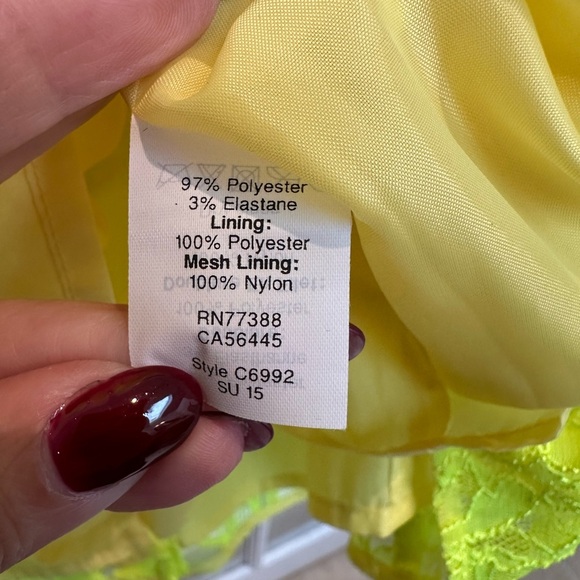 97% Polyester
3% Elastane
Lining:
100% Polyester
Mesh Lining:
100% Nylon
RN77388
CA56445
Style C6992
SU 15